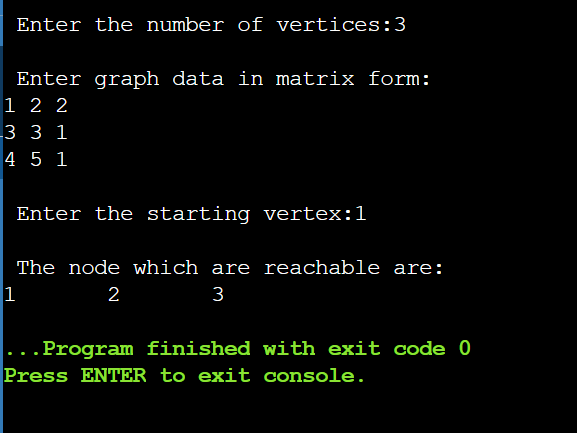 Enter the number of vertices:3
Enter graph data in matrix form:
1 2 2
3 3 1
4 5 1
Enter the starting vertex:1
The node which are reachable are:
1 2 3
...Program finished with exit code 0
Press ENTER to exit console.